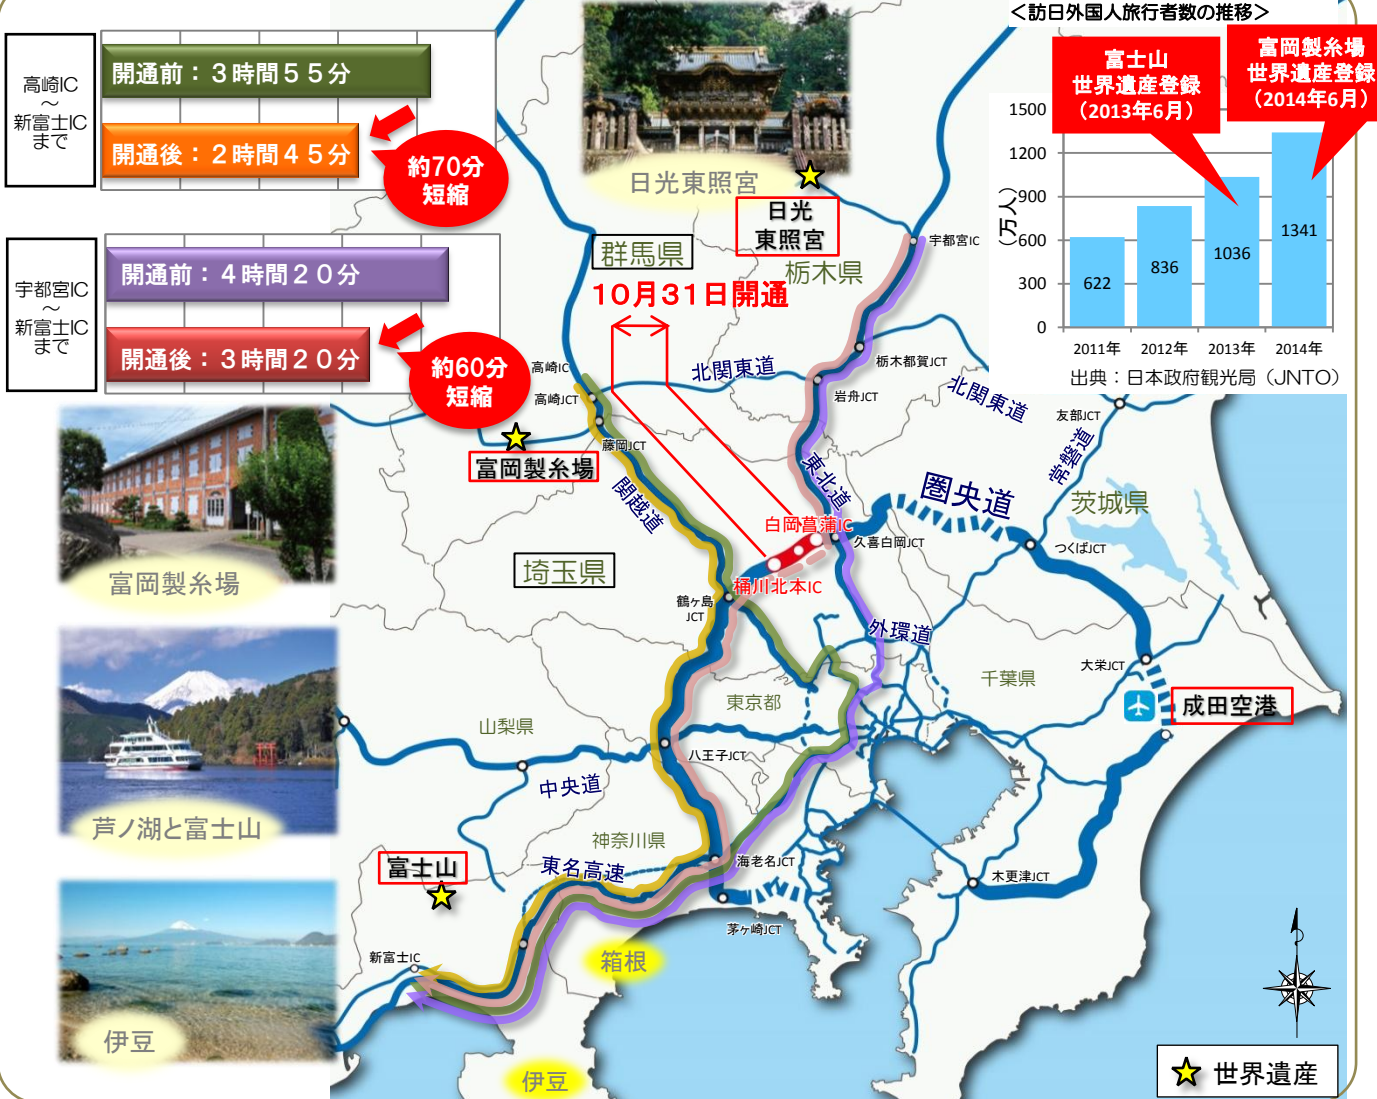 高崎IC
～
新富士IC
まで
開通前：3時間55分
開通後：2時間45分
約70分
短縮
宇都宮IC
～
新富士IC
まで
開通前：4時間20分
開通後：3時間20分
約60分
短縮
日光東照宮
日光
東照宮
＜訪日外国人旅行者数の推移＞
富士山
世界遺産登録
（2013年6月）
富岡製糸場
世界遺産登録
（2014年6月）
（万人）
1500
1200
900
600
300
0
622
836
1036
1341
2011年
2012年
2013年
2014年
出典：日本政府観光局（JNTO）
群馬県
栃木県
宇都宮IC
10月31日開通
高崎IC
北関東道
栃木都賀JCT
岩舟JCT
北関東道
高崎JCT
友部JCT
藤岡JCT
富岡製糸場
関越道
東北道
圏央道
常磐道
茨城県
白岡菖蒲IC
久喜白岡JCT
つくばJCT
埼玉県
桶川北本IC
鶴ヶ島
JCT
外環道
富岡製糸場
大栄JCT
千葉県
成田空港
東京都
山梨県
八王子JCT
中央道
芦ノ湖と富士山
神奈川県
海老名JCT
東名高速
富士山
木更津JCT
茅ヶ崎JCT
新富士IC
箱根
伊豆
伊豆
世界遺産